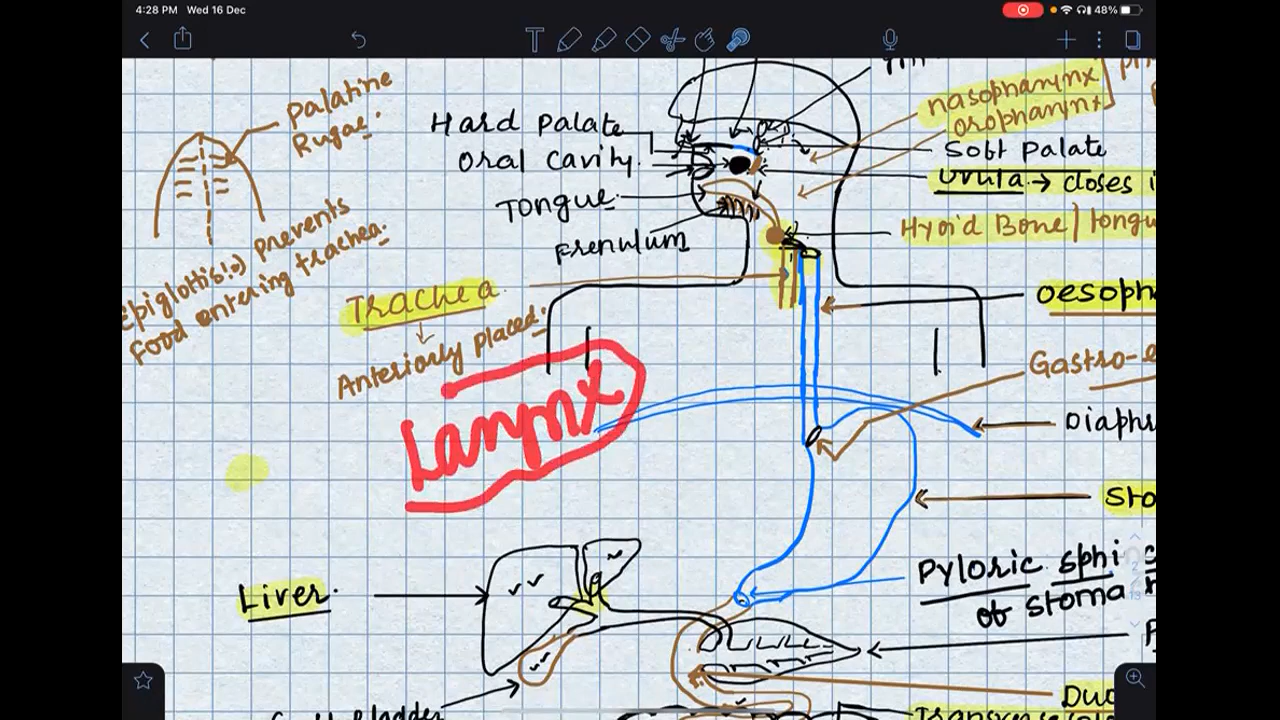 4:28 PM Wed 16 Dec
48%
Palatine
Rugae.
Hard Palate
Oral Cavity
Tongue
Frenulum
nasopharynx
oropharynx
Soft Palate
Uvula → closes
Hyoid Bone / tongu
Epiglottis:→ prevents
food entering trachea.
Trachea
↓
Anteriorly placed.
Oesoph
Larynx
Gastro-e
Diaphr
Sto
Liver.
Pyloric sphi
of stoma
Duo
Transverse